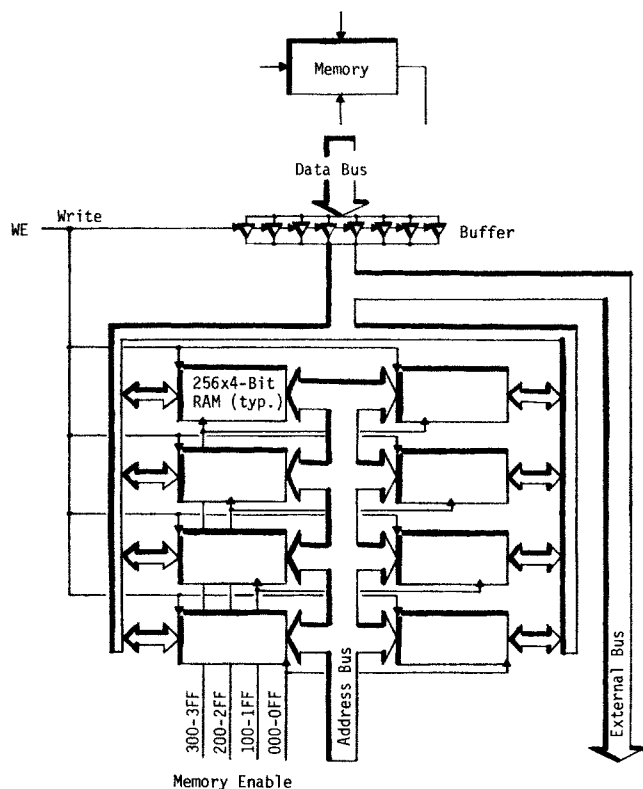 Memory
Data Bus
Write
WE
Buffer
256x4-Bit
RAM (typ.)
300-3FF
200-2FF
100-1FF
000-0FF
Address Bus
External Bus
Memory Enable